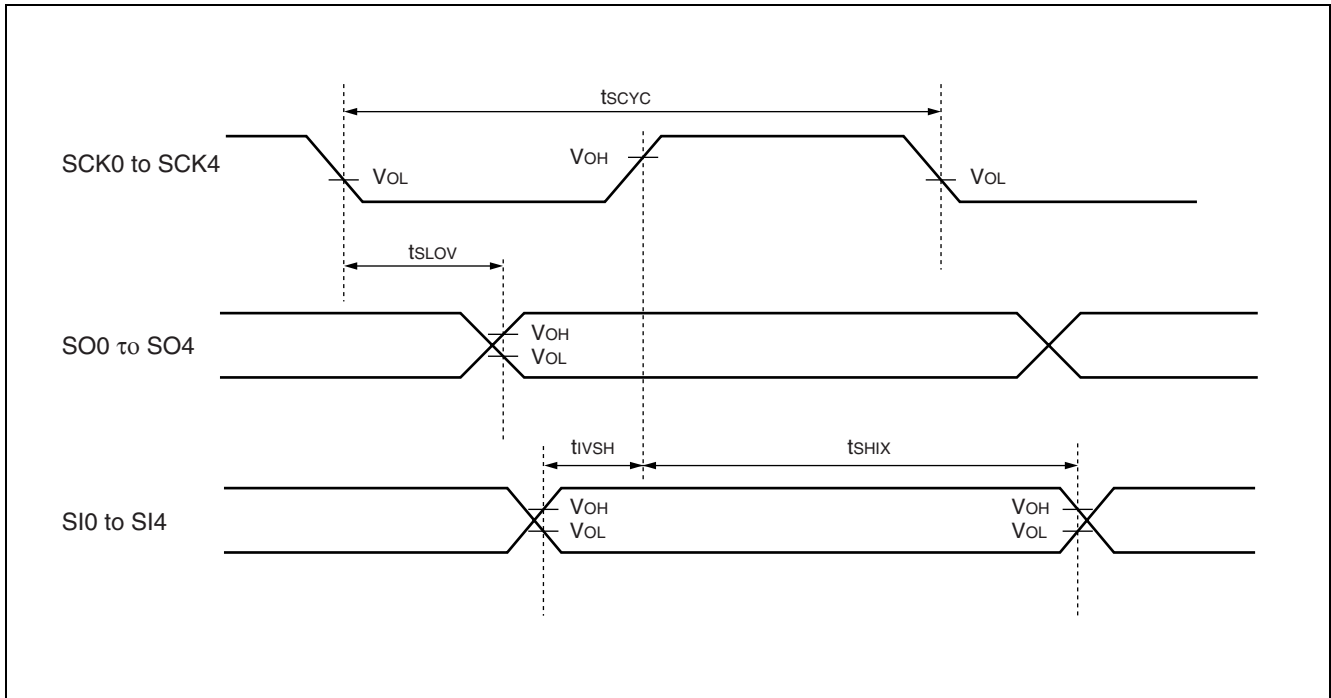 tSCYC
SCK0 to SCK4
VOL
VOH
VOL
tSLOV
SO0 το SO4
VOH
VOL
tIVSH
tSHIX
SI0 to SI4
VOH
VOL
VOH
VOL